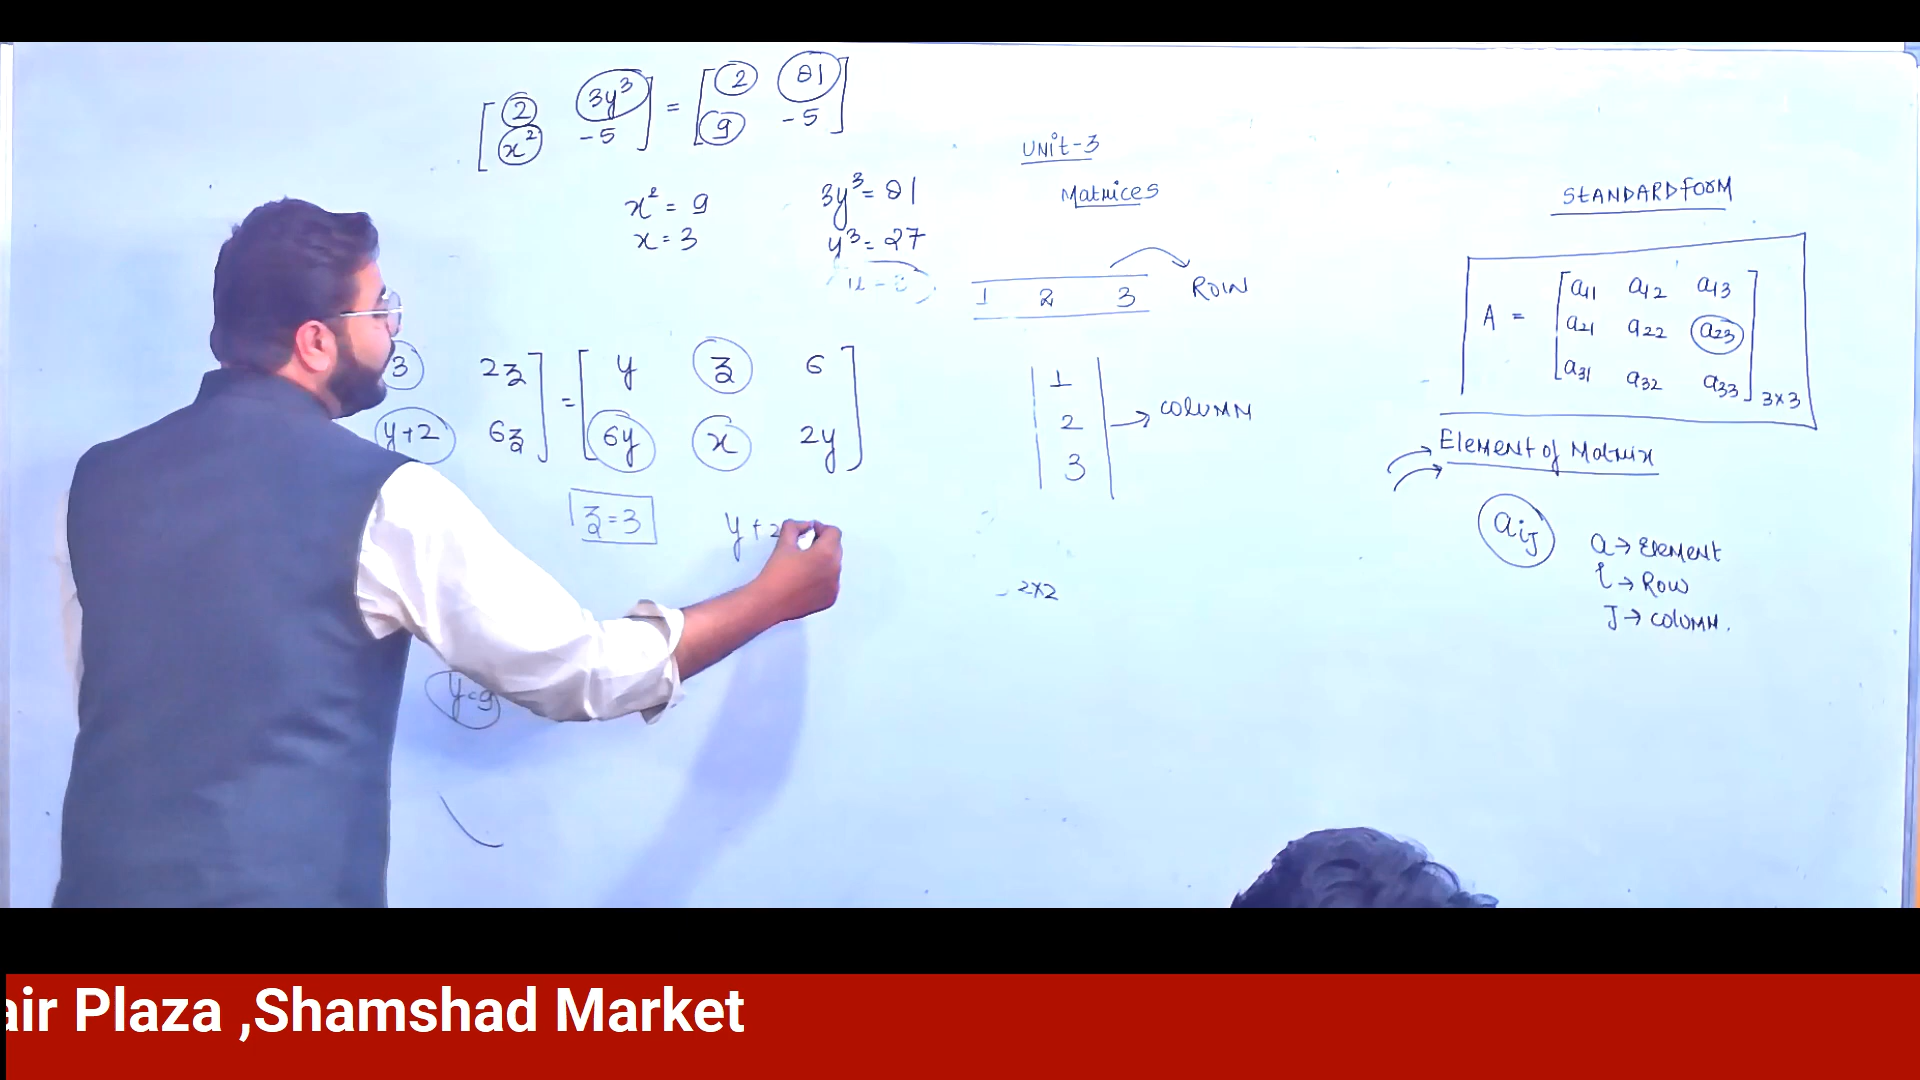 [2 3y³] = [2 81]
[x² -5] [9 -5]
x² = 9
x = 3
3y³ = 81
y³ = 27
3 2z] = [y z 6]
y+2 6z] [6y x 2y]
z=3
y+2
y=9
UNIT-3
Matrices
1 2 3 → ROW
1
2 → COLUMN
3
2×2
STANDARD FORM
A = [a11 a12 a13]
[a21 a22 a23]
[a31 a32 a33] 3×3
Element of Matrix
aij
a → Element
i → Row
J → COLUMN.
air Plaza ,Shamshad Market